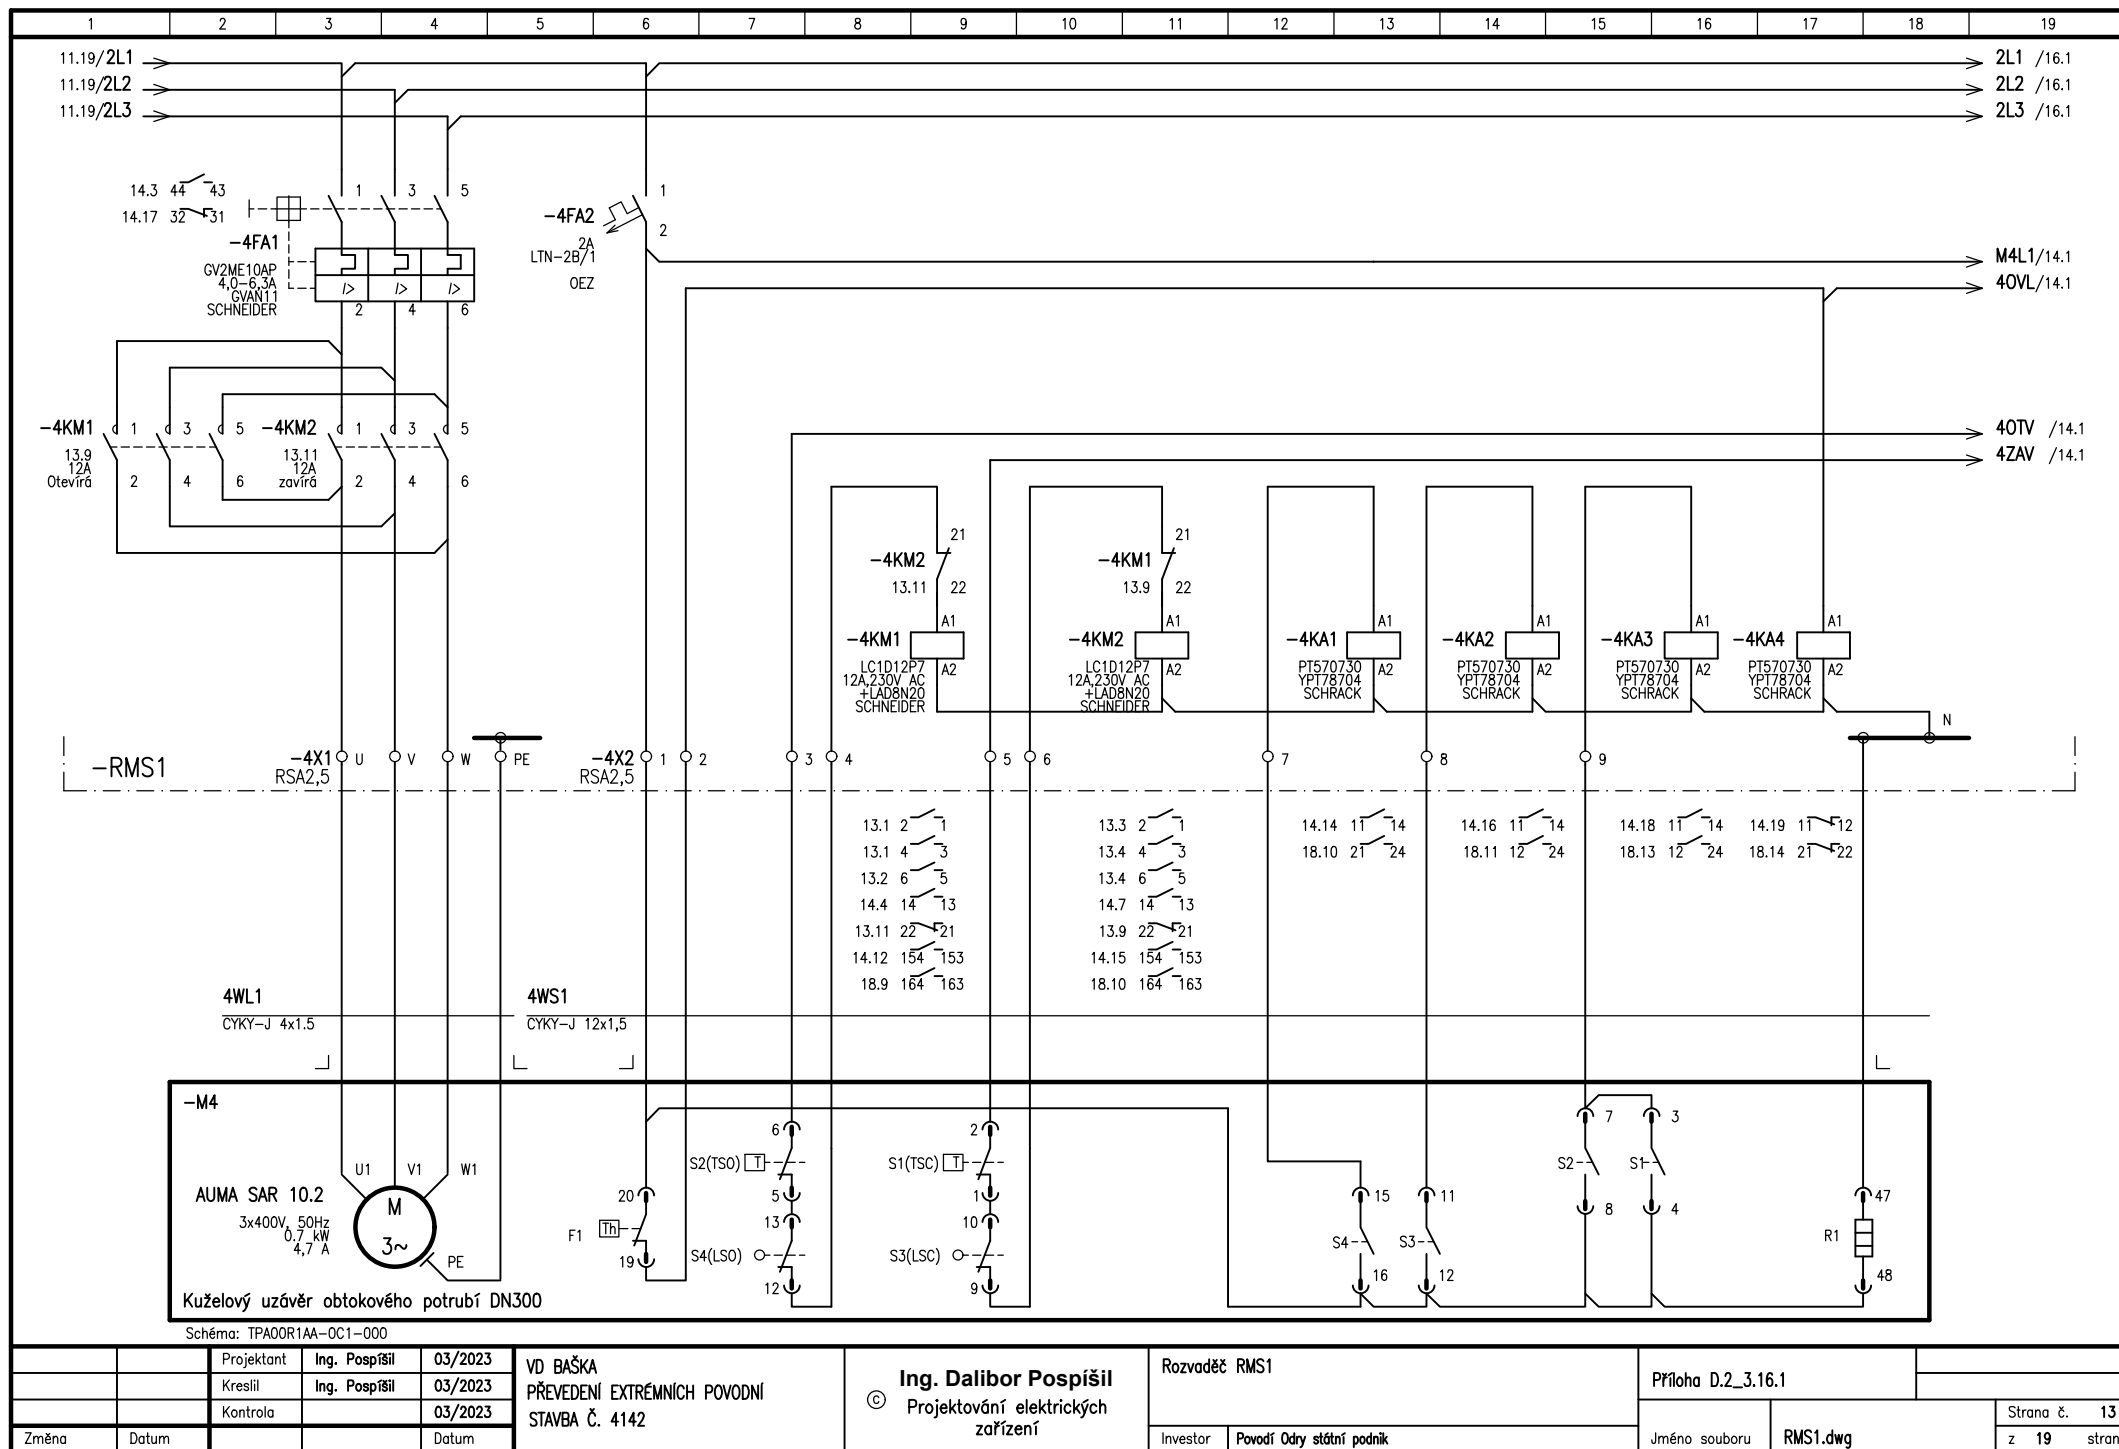 1 2 3 4 5 6 7 8 9 10 11 12 13 14 15 16 17 18 19
11.19/2L1 2L1 /16.1
11.19/2L2 2L2 /16.1
11.19/2L3 2L3 /16.1
14.3 44 43 1 3 5 1
14.17 32 31
-4FA1
GV2ME10AP
4,0-6,3A
GVAN11
SCHNEIDER
I> I> I>
2 4 6
-4FA2
2
2A
LTN-2B/1
OEZ
M4L1/14.1
4OVL/14.1
-4KM1 1 3 5 -4KM2 1 3 5
13.9 13.11
12A 12A
Otevírá 2 4 6 zavírá 2 4 6
4OTV /14.1
4ZAV /14.1
21 21
-4KM2 -4KM1
13.11 22 13.9 22
A1 A1 A1 A1 A1 A1
-4KM1 -4KM2 -4KA1 -4KA2 -4KA3 -4KA4
A2 A2 A2 A2 A2 A2
LC1D12P7 LC1D12P7 PT570730 PT570730 PT570730 PT570730
12A,230V AC 12A,230V AC YPT78704 YPT78704 YPT78704 YPT78704
+LAD8N20 +LAD8N20 SCHRACK SCHRACK SCHRACK SCHRACK
SCHNEIDER SCHNEIDER
N
-RMS1 -4X1 U V W PE -4X2 1 2 3 4 5 6 7 8 9
RSA2,5 RSA2,5
13.1 2 1 13.3 2 1 14.14 11 14 14.16 11 14 14.18 11 14 14.19 11 12
13.1 4 3 13.4 4 3 18.10 21 24 18.11 12 24 18.13 12 24 18.14 21 22
13.2 6 5 13.4 6 5
14.4 14 13 14.7 14 13
13.11 22 21 13.9 22 21
14.12 154 153 14.15 154 153
18.9 164 163 18.10 164 163
4WL1 4WS1
CYKY-J 4x1.5 CYKY-J 12x1,5
-M4
7 3
6 2
U1 V1 W1 S2(TSO) T S1(TSC) T S2 S1
AUMA SAR 10.2 M 20 5 1 15 11 8 4 47
3x400V, 50Hz
0.7 kW
4,7 A
3~ PE
F1 Th 13 10 R1
19 S4(LSO) S3(LSC) S4 S3
12 9 16 12 48
Kuželový uzávěr obtokového potrubí DN300
Schéma: TPA00R1AA-0C1-000
Projektant Ing. Pospíšil 03/2023
Kreslil Ing. Pospíšil 03/2023
Kontrola 03/2023
Změna Datum Datum
VD BAŠKA
PŘEVEDENÍ EXTRÉMNÍCH POVODNÍ
STAVBA Č. 4142
© Ing. Dalibor Pospíšil
Projektování elektrických
zařízení
Rozvaděč RMS1
Investor Povodí Odry státní podnik
Příloha D.2_3.16.1
Jméno souboru RMS1.dwg
Strana č. 13
z 19 stran